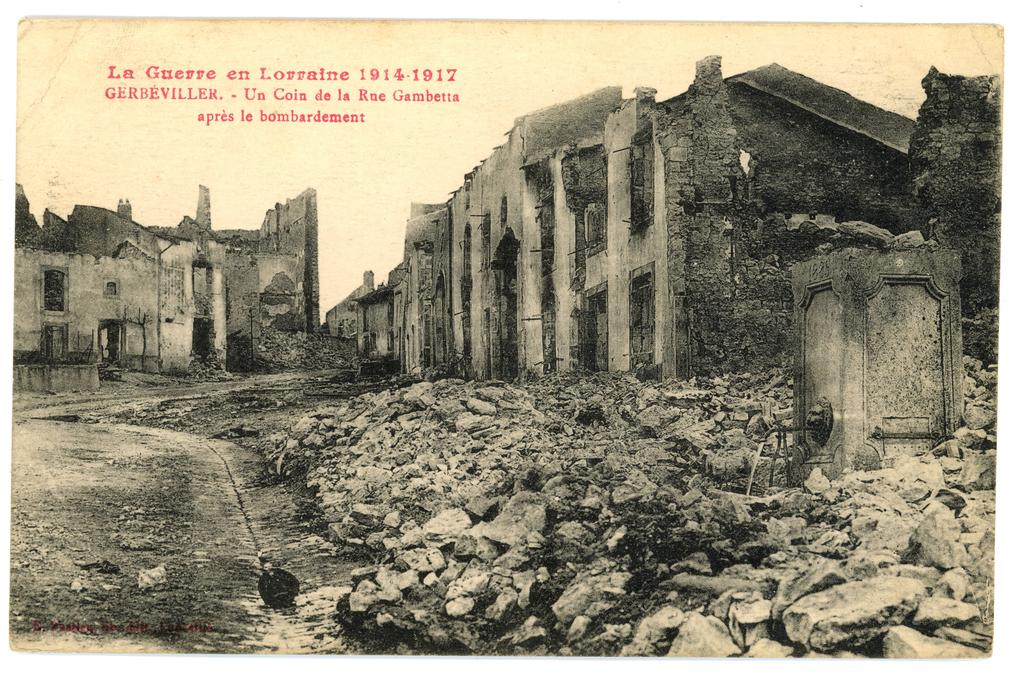 La Guerre en Lorraine 1914-1917
GERBÉVILLER. - Un Coin de la Rue Gambetta
après le bombardement